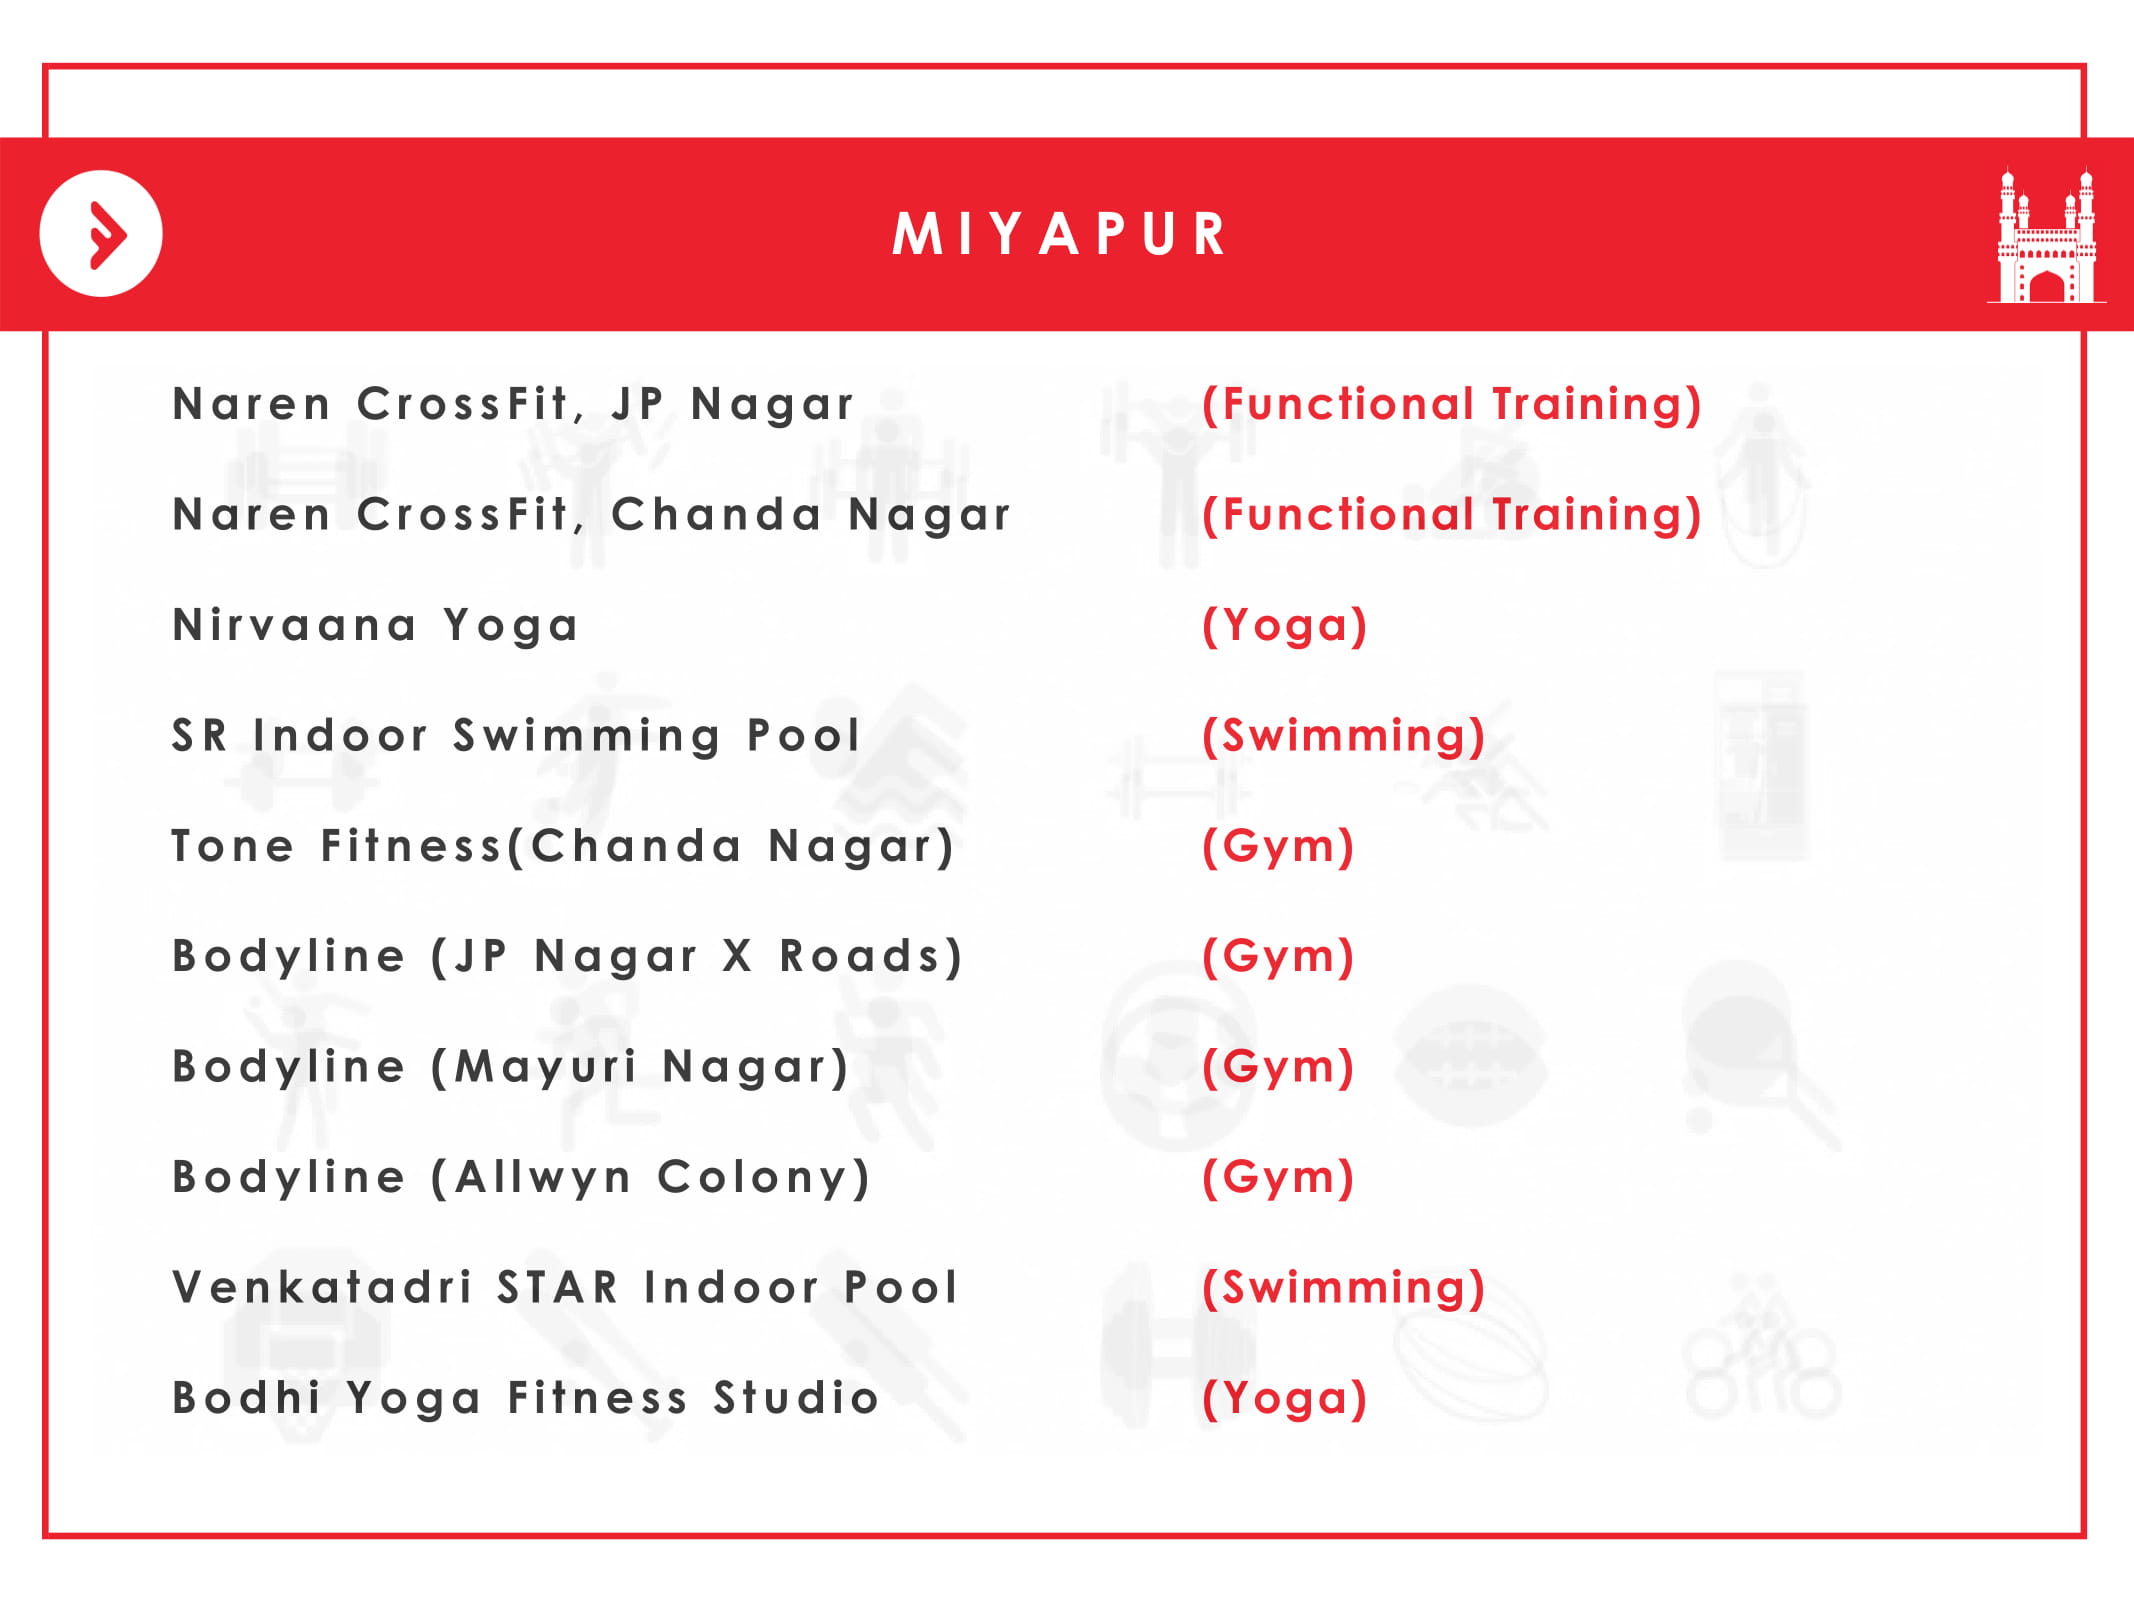 MIYAPUR
Naren CrossFit, JP Nagar (Functional Training)
Naren CrossFit, Chanda Nagar (Functional Training)
Nirvaana Yoga (Yoga)
SR Indoor Swimming Pool (Swimming)
Tone Fitness(Chanda Nagar) (Gym)
Bodyline (JP Nagar X Roads) (Gym)
Bodyline (Mayuri Nagar) (Gym)
Bodyline (Allwyn Colony) (Gym)
Venkatadri STAR Indoor Pool (Swimming)
Bodhi Yoga Fitness Studio (Yoga)